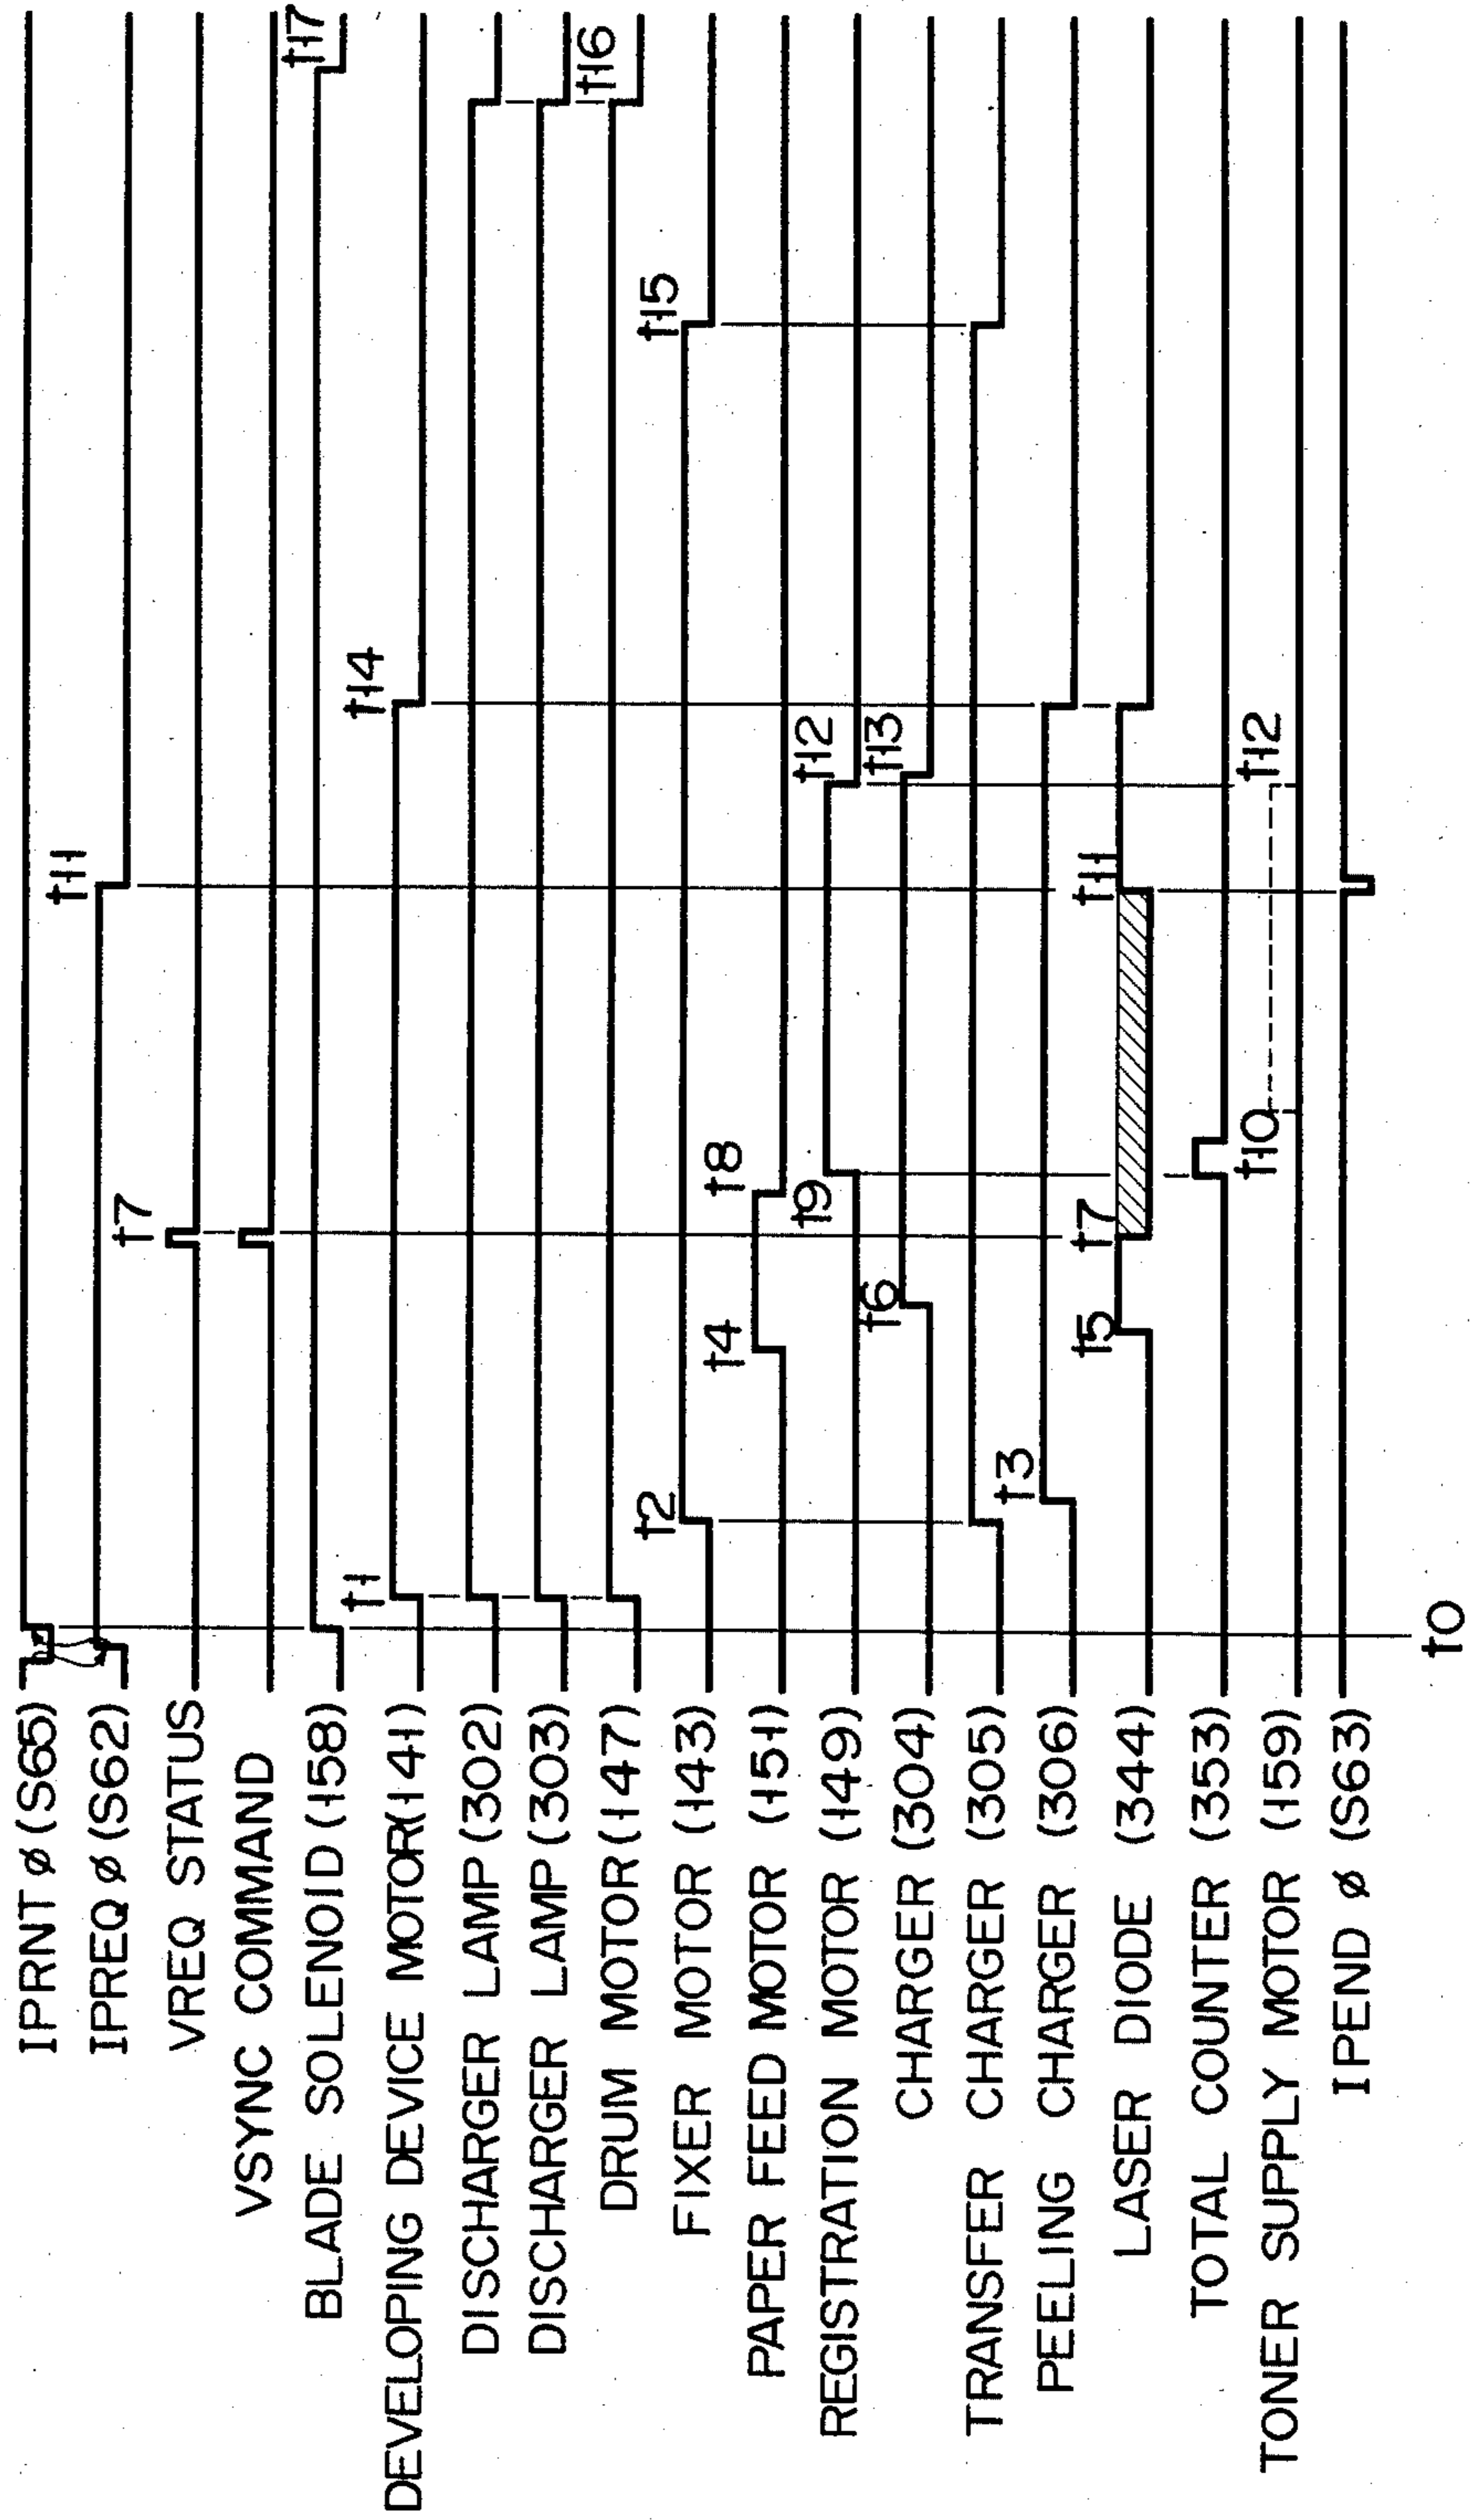 IPRNT ø (S65)
IPREQ ø (S62)
t11
VREQ STATUS
t7
VSYNC COMMAND
BLADE SOLENOID (158)
t17
DEVELOPING DEVICE MOTOR (141)
t1
t14
DISCHARGER LAMP (302)
DISCHARGER LAMP (303)
DRUM MOTOR (147)
t16
FIXER MOTOR (143)
t2
t15
PAPER FEED MOTOR (151)
t4
t8
REGISTRATION MOTOR (149)
t9
t12
CHARGER (304)
t6
t13
TRANSFER CHARGER (305)
PEELING CHARGER (306)
t3
LASER DIODE (344)
t5
t7
t11
TOTAL COUNTER (353)
TONER SUPPLY MOTOR (159)
t10
t12
IPEND ø (S63)
t0